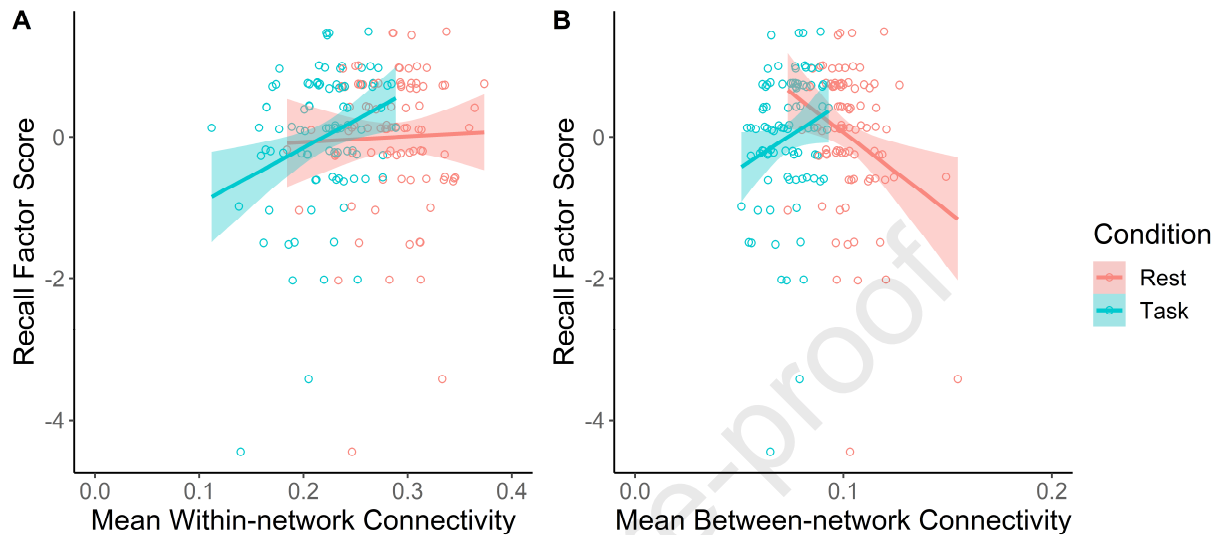 A
B
Recall Factor Score
0
-2
-4
0.0 0.1 0.2 0.3 0.4
Mean Within-network Connectivity
Recall Factor Score
0
-2
-4
0.0 0.1 0.2
Mean Between-network Connectivity
Condition
Rest
Task
e-proof